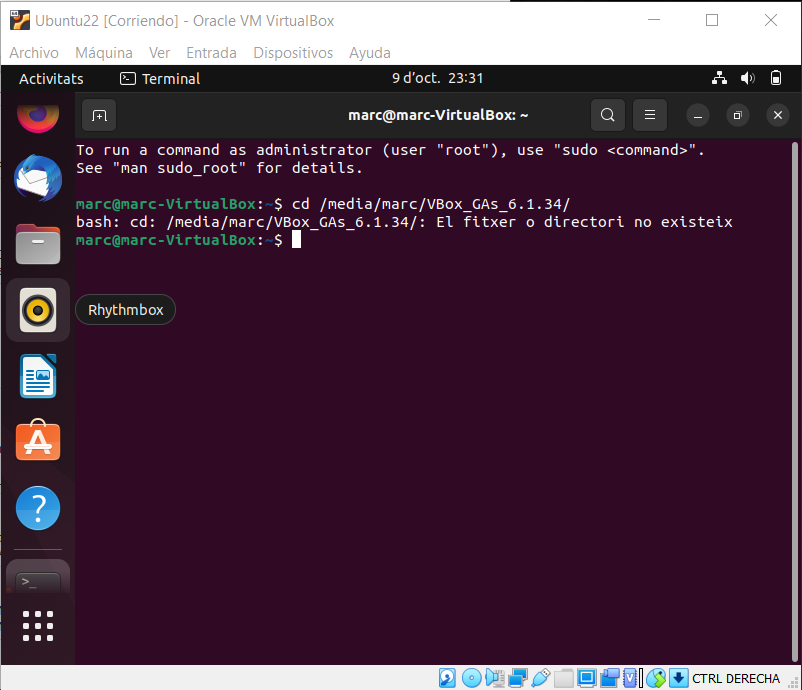 Ubuntu22 [Corriendo] - Oracle VM VirtualBox
Archivo Máquina Ver Entrada Dispositivos Ayuda
Activitats Terminal 9 d'oct. 23:31
marc@marc-VirtualBox: ~
To run a command as administrator (user "root"), use "sudo <command>".
See "man sudo_root" for details.
marc@marc-VirtualBox:~$ cd /media/marc/VBox_GAs_6.1.34/
bash: cd: /media/marc/VBox_GAs_6.1.34/: El fitxer o directori no existeix
marc@marc-VirtualBox:~$
Rhythmbox
CTRL DERECHA